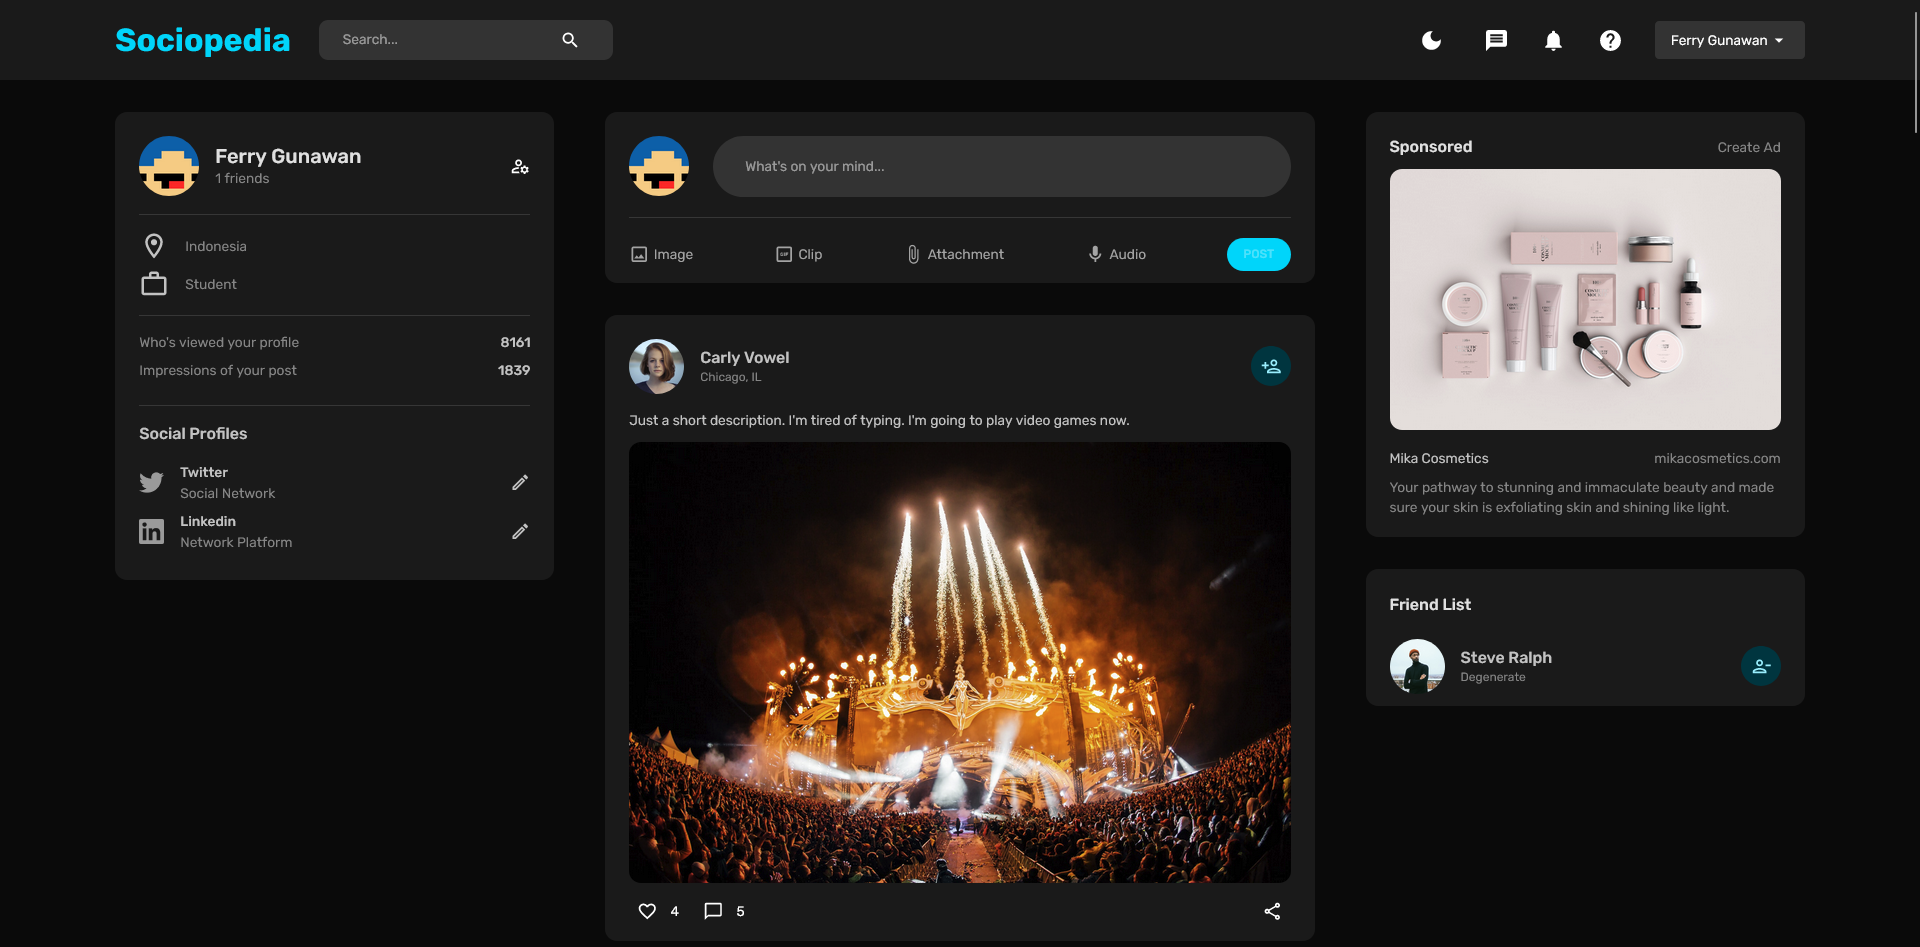 Sociopedia
Search...
Ferry Gunawan
Ferry Gunawan
1 friends
Indonesia
Student
Who's viewed your profile 8161
Impressions of your post 1839
Social Profiles
Twitter
Social Network
Linkedin
Network Platform
What's on your mind...
Image Clip Attachment Audio POST
Carly Vowel
Chicago, IL
Just a short description. I'm tired of typing. I'm going to play video games now.
4 5
Sponsored Create Ad
Mika Cosmetics mikacosmetics.com
Your pathway to stunning and immaculate beauty and made
sure your skin is exfoliating skin and shining like light.
Friend List
Steve Ralph
Degenerate